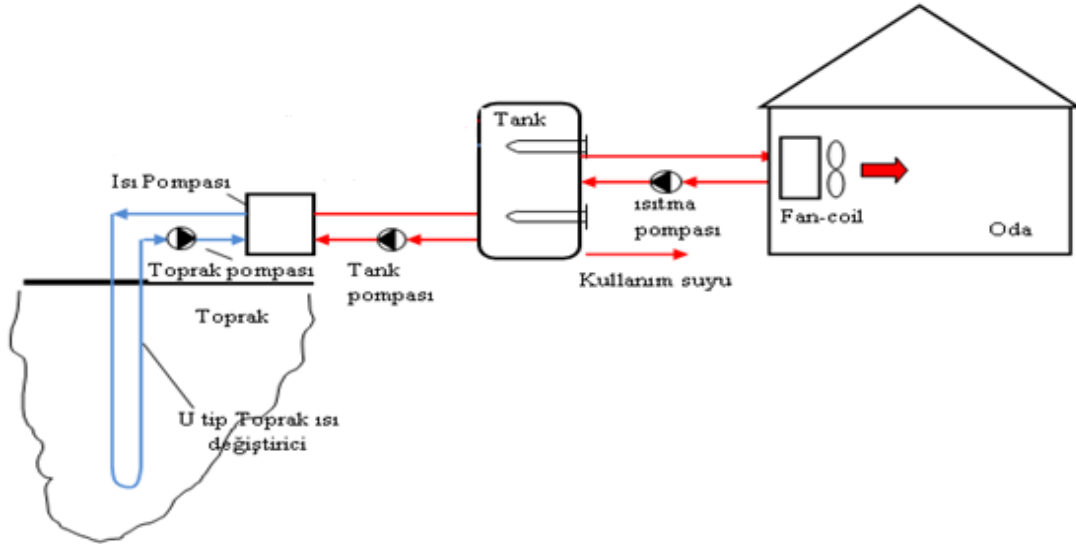 Tank
Isı Pompası
Fan-coil
ısıtma
pompası
Oda
Toprak pompası
Tank
pompası
Kullanım suyu
Toprak
U tip Toprak ısı
değiştirici